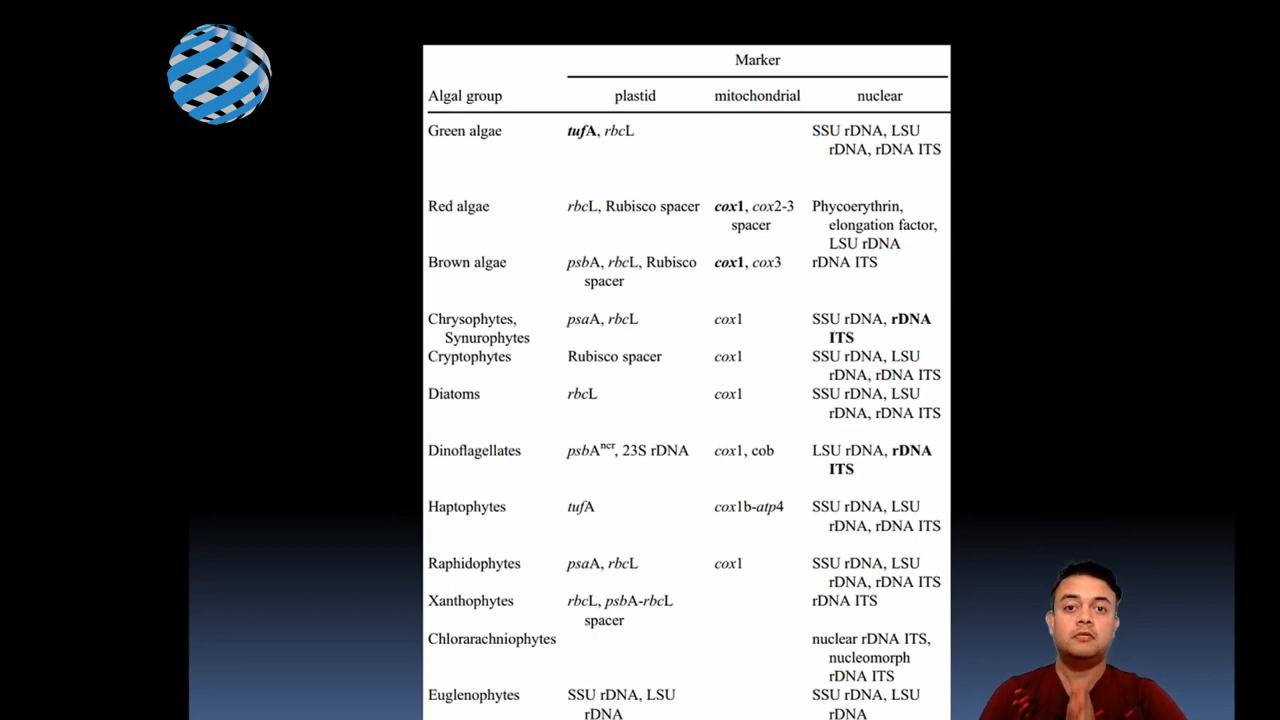 Marker
Algal group plastid mitochondrial nuclear
Green algae tufA, rbcL SSU rDNA, LSU
rDNA, rDNA ITS
Red algae rbcL, Rubisco spacer cox1, cox2-3 Phycoerythrin,
spacer elongation factor,
LSU rDNA
Brown algae psbA, rbcL, Rubisco cox1, cox3 rDNA ITS
spacer
Chrysophytes, psaA, rbcL cox1 SSU rDNA, rDNA
Synurophytes ITS
Cryptophytes Rubisco spacer cox1 SSU rDNA, LSU
rDNA, rDNA ITS
Diatoms rbcL cox1 SSU rDNA, LSU
rDNA, rDNA ITS
Dinoflagellates psbAncr, 23S rDNA cox1, cob LSU rDNA, rDNA
ITS
Haptophytes tufA cox1b-atp4 SSU rDNA, LSU
rDNA, rDNA ITS
Raphidophytes psaA, rbcL cox1 SSU rDNA, LSU
rDNA, rDNA ITS
Xanthophytes rbcL, psbA-rbcL rDNA ITS
spacer
Chlorarachniophytes nuclear rDNA ITS,
nucleomorph
rDNA ITS
Euglenophytes SSU rDNA, LSU SSU rDNA, LSU
rDNA rDNA